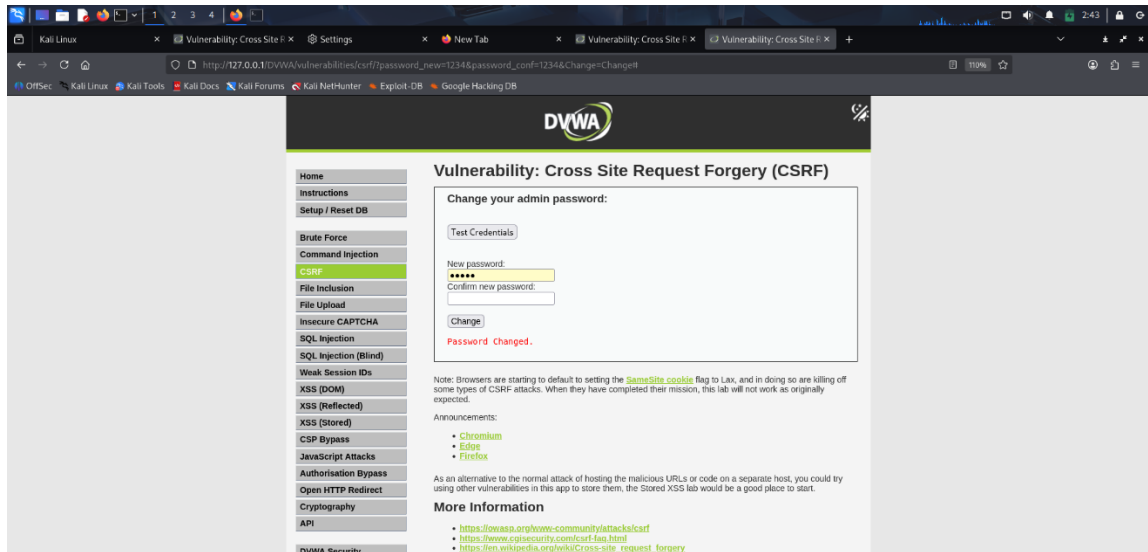 1 2 3 4
2:43
Kali Linux
Vulnerability: Cross Site R
Settings
New Tab
Vulnerability: Cross Site R
Vulnerability: Cross Site R
http://127.0.0.1/DVWA/vulnerabilities/csrf/?password_new=1234&password_conf=1234&Change=Change#
110%
OffSec
Kali Linux
Kali Tools
Kali Docs
Kali Forums
Kali NetHunter
Exploit-DB
Google Hacking DB
DVWA
Home
Instructions
Setup / Reset DB
Brute Force
Command Injection
CSRF
File Inclusion
File Upload
Insecure CAPTCHA
SQL Injection
SQL Injection (Blind)
Weak Session IDs
XSS (DOM)
XSS (Reflected)
XSS (Stored)
CSP Bypass
JavaScript Attacks
Authorisation Bypass
Open HTTP Redirect
Cryptography
API
DVWA Security
Vulnerability: Cross Site Request Forgery (CSRF)
Change your admin password:
Test Credentials
New password:
•••••
Confirm new password:
Change
Password Changed.
Note: Browsers are starting to default to setting the SameSite cookie flag to Lax, and in doing so are killing off
some types of CSRF attacks. When they have completed their mission, this lab will not work as originally
expected.
Announcements:
• Chromium
• Edge
• Firefox
As an alternative to the normal attack of hosting the malicious URLs or code on a separate host, you could try
using other vulnerabilities in this app to store them, the Stored XSS lab would be a good place to start.
More Information
• https://owasp.org/www-community/attacks/csrf
• https://www.cgisecurity.com/csrf-faq.html
• https://en.wikipedia.org/wiki/Cross-site_request_forgery